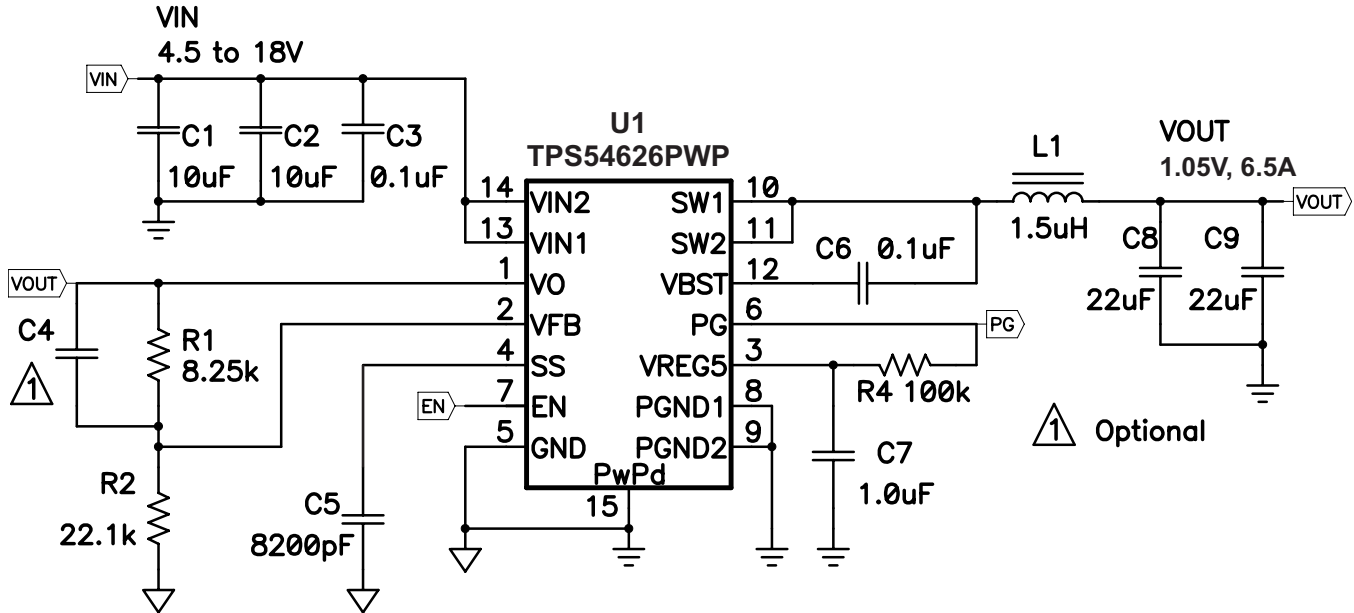 VIN
4.5 to 18V
VIN
C1
10uF
C2
10uF
C3
0.1uF
U1
TPS54626PWP
14 VIN2
13 VIN1
1 VO
2 VFB
4 SS
7 EN
5 GND
SW1 10
SW2 11
VBST 12
PG 6
VREG5 3
PGND1 8
PGND2 9
PwPd
15
VOUT
C4
1
R1
8.25k
R2
22.1k
C5
8200pF
EN
C6 0.1uF
L1
1.5uH
VOUT
1.05V, 6.5A
VOUT
C8
22uF
C9
22uF
PG
R4 100k
C7
1.0uF
1 Optional